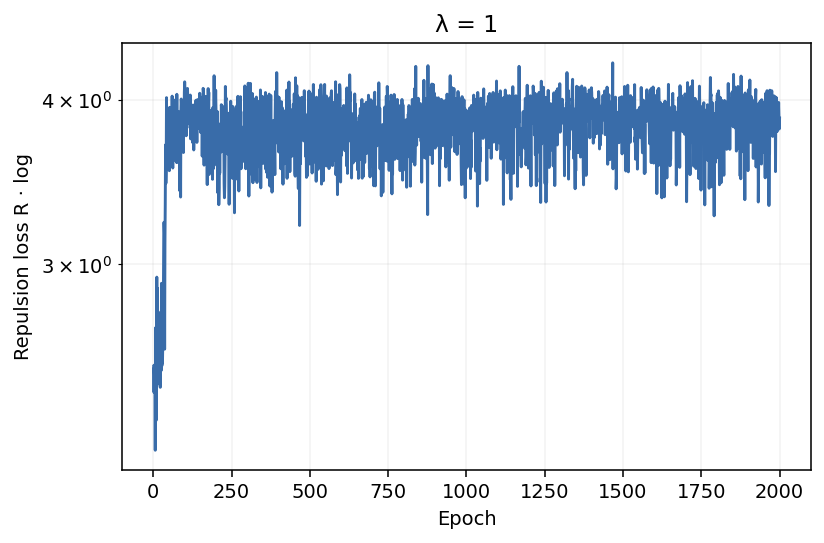 λ = 1
Repulsion loss R · log
4 × 10⁰
3 × 10⁰
0 250 500 750 1000 1250 1500 1750 2000
Epoch